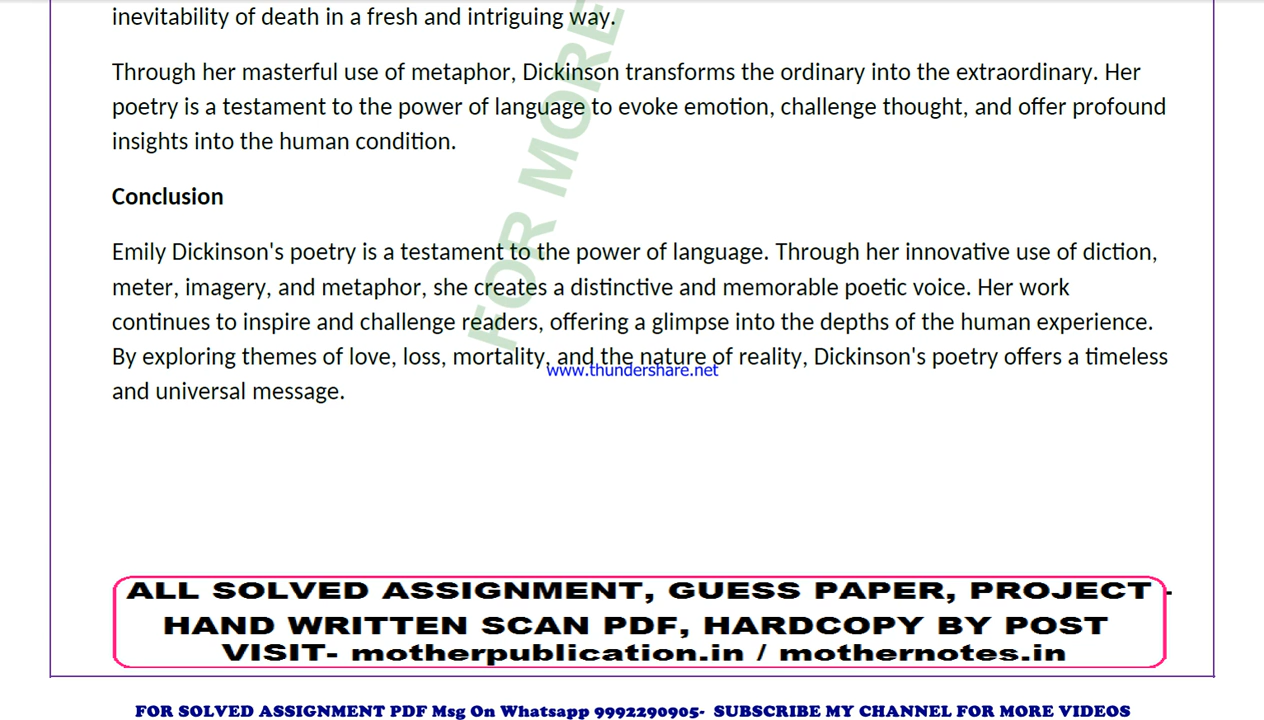 inevitability of death in a fresh and intriguing way.
Through her masterful use of metaphor, Dickinson transforms the ordinary into the extraordinary. Her
poetry is a testament to the power of language to evoke emotion, challenge thought, and offer profound
insights into the human condition.
Conclusion
Emily Dickinson's poetry is a testament to the power of language. Through her innovative use of diction,
meter, imagery, and metaphor, she creates a distinctive and memorable poetic voice. Her work
continues to inspire and challenge readers, offering a glimpse into the depths of the human experience.
By exploring themes of love, loss, mortality, and the nature of reality, Dickinson's poetry offers a timeless
www.thundershare.net
and universal message.
FOR MORE
ALL SOLVED ASSIGNMENT, GUESS PAPER, PROJECT -
HAND WRITTEN SCAN PDF, HARDCOPY BY POST
VISIT- motherpublication.in / mothernotes.in
FOR SOLVED ASSIGNMENT PDF Msg On Whatsapp 9992290905- SUBSCRIBE MY CHANNEL FOR MORE VIDEOS